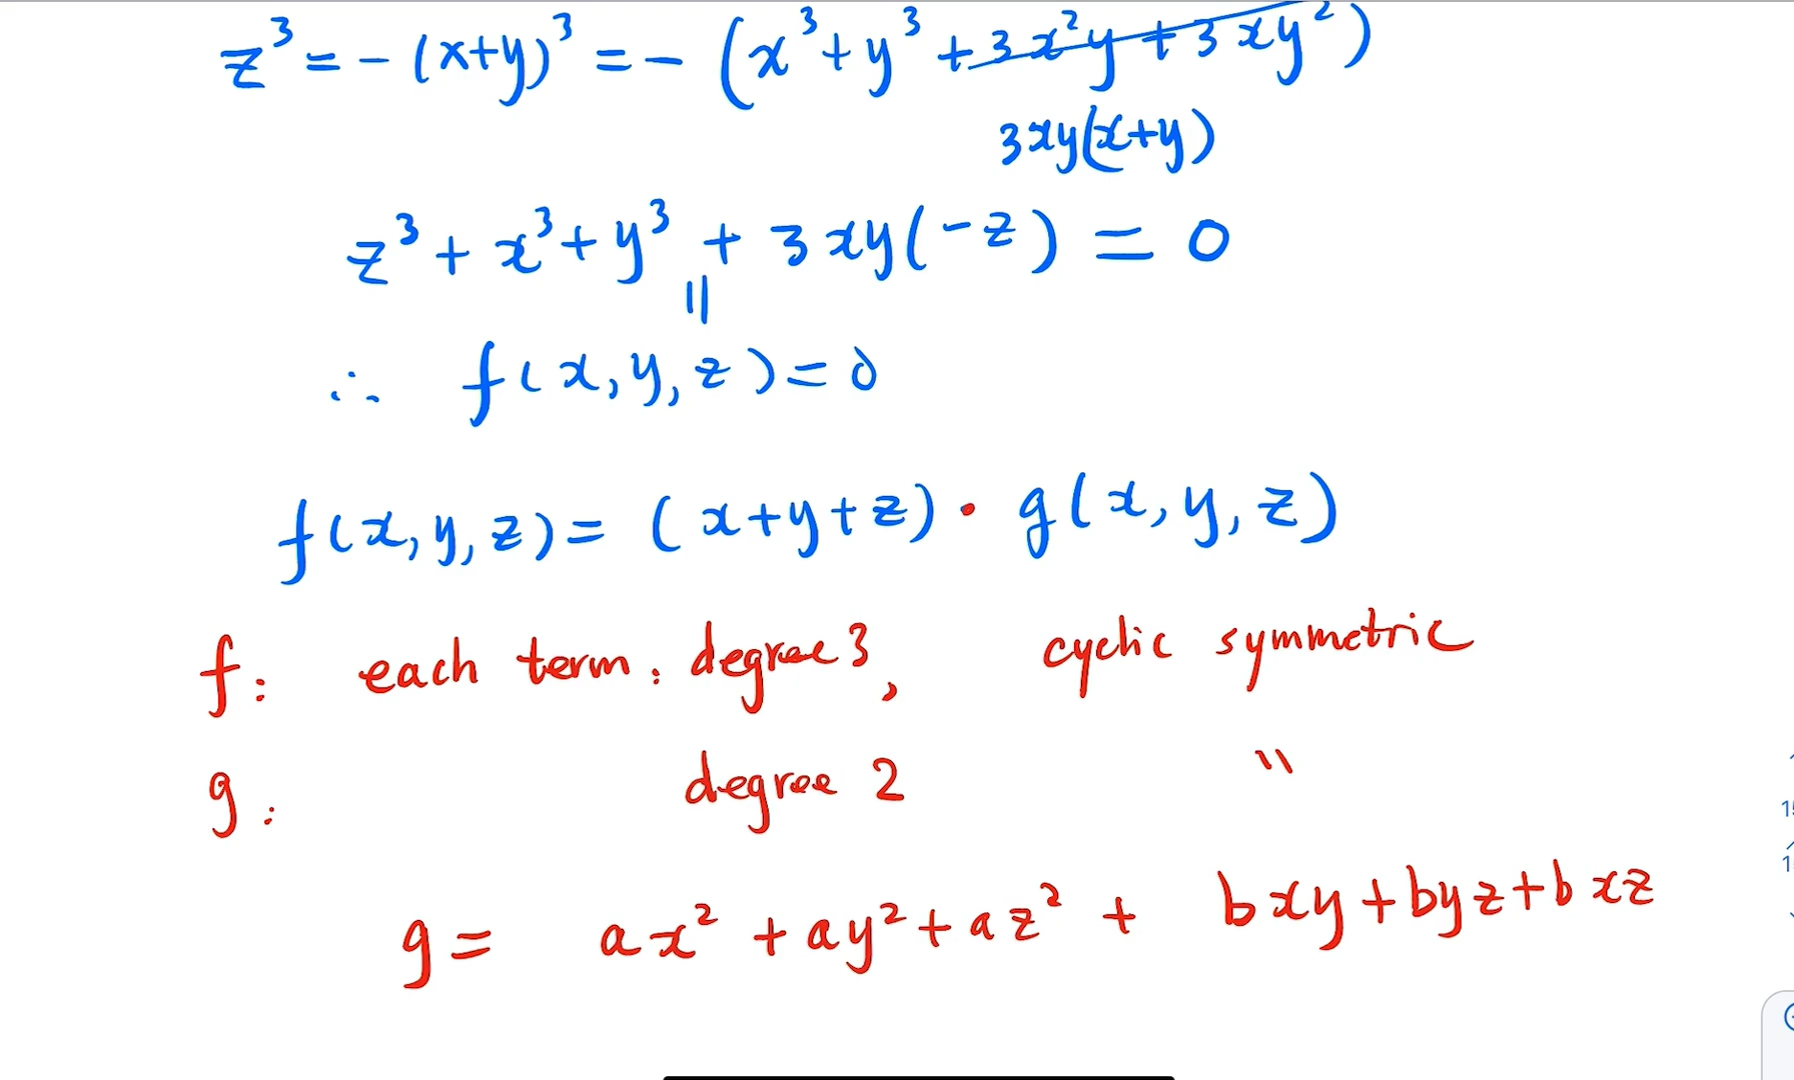 z³ = - (x+y)³ = - (x³ + y³ + 3x²y + 3xy²)
3xy(x+y)
z³ + x³ + y³ + 3xy(-z) = 0
||
∴ f(x, y, z) = 0
f(x, y, z) = (x+y+z) · g(x, y, z)
f: each term: degree 3, cyclic symmetric
g: degree 2 "
g = ax² + ay² + az² + bxy + byz + bxz